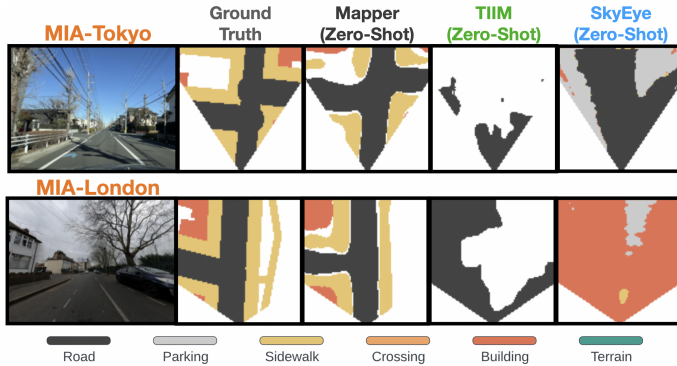 MIA-Tokyo
Ground Truth
Mapper (Zero-Shot)
TIIM (Zero-Shot)
SkyEye (Zero-Shot)
MIA-London
Road
Parking
Sidewalk
Crossing
Building
Terrain